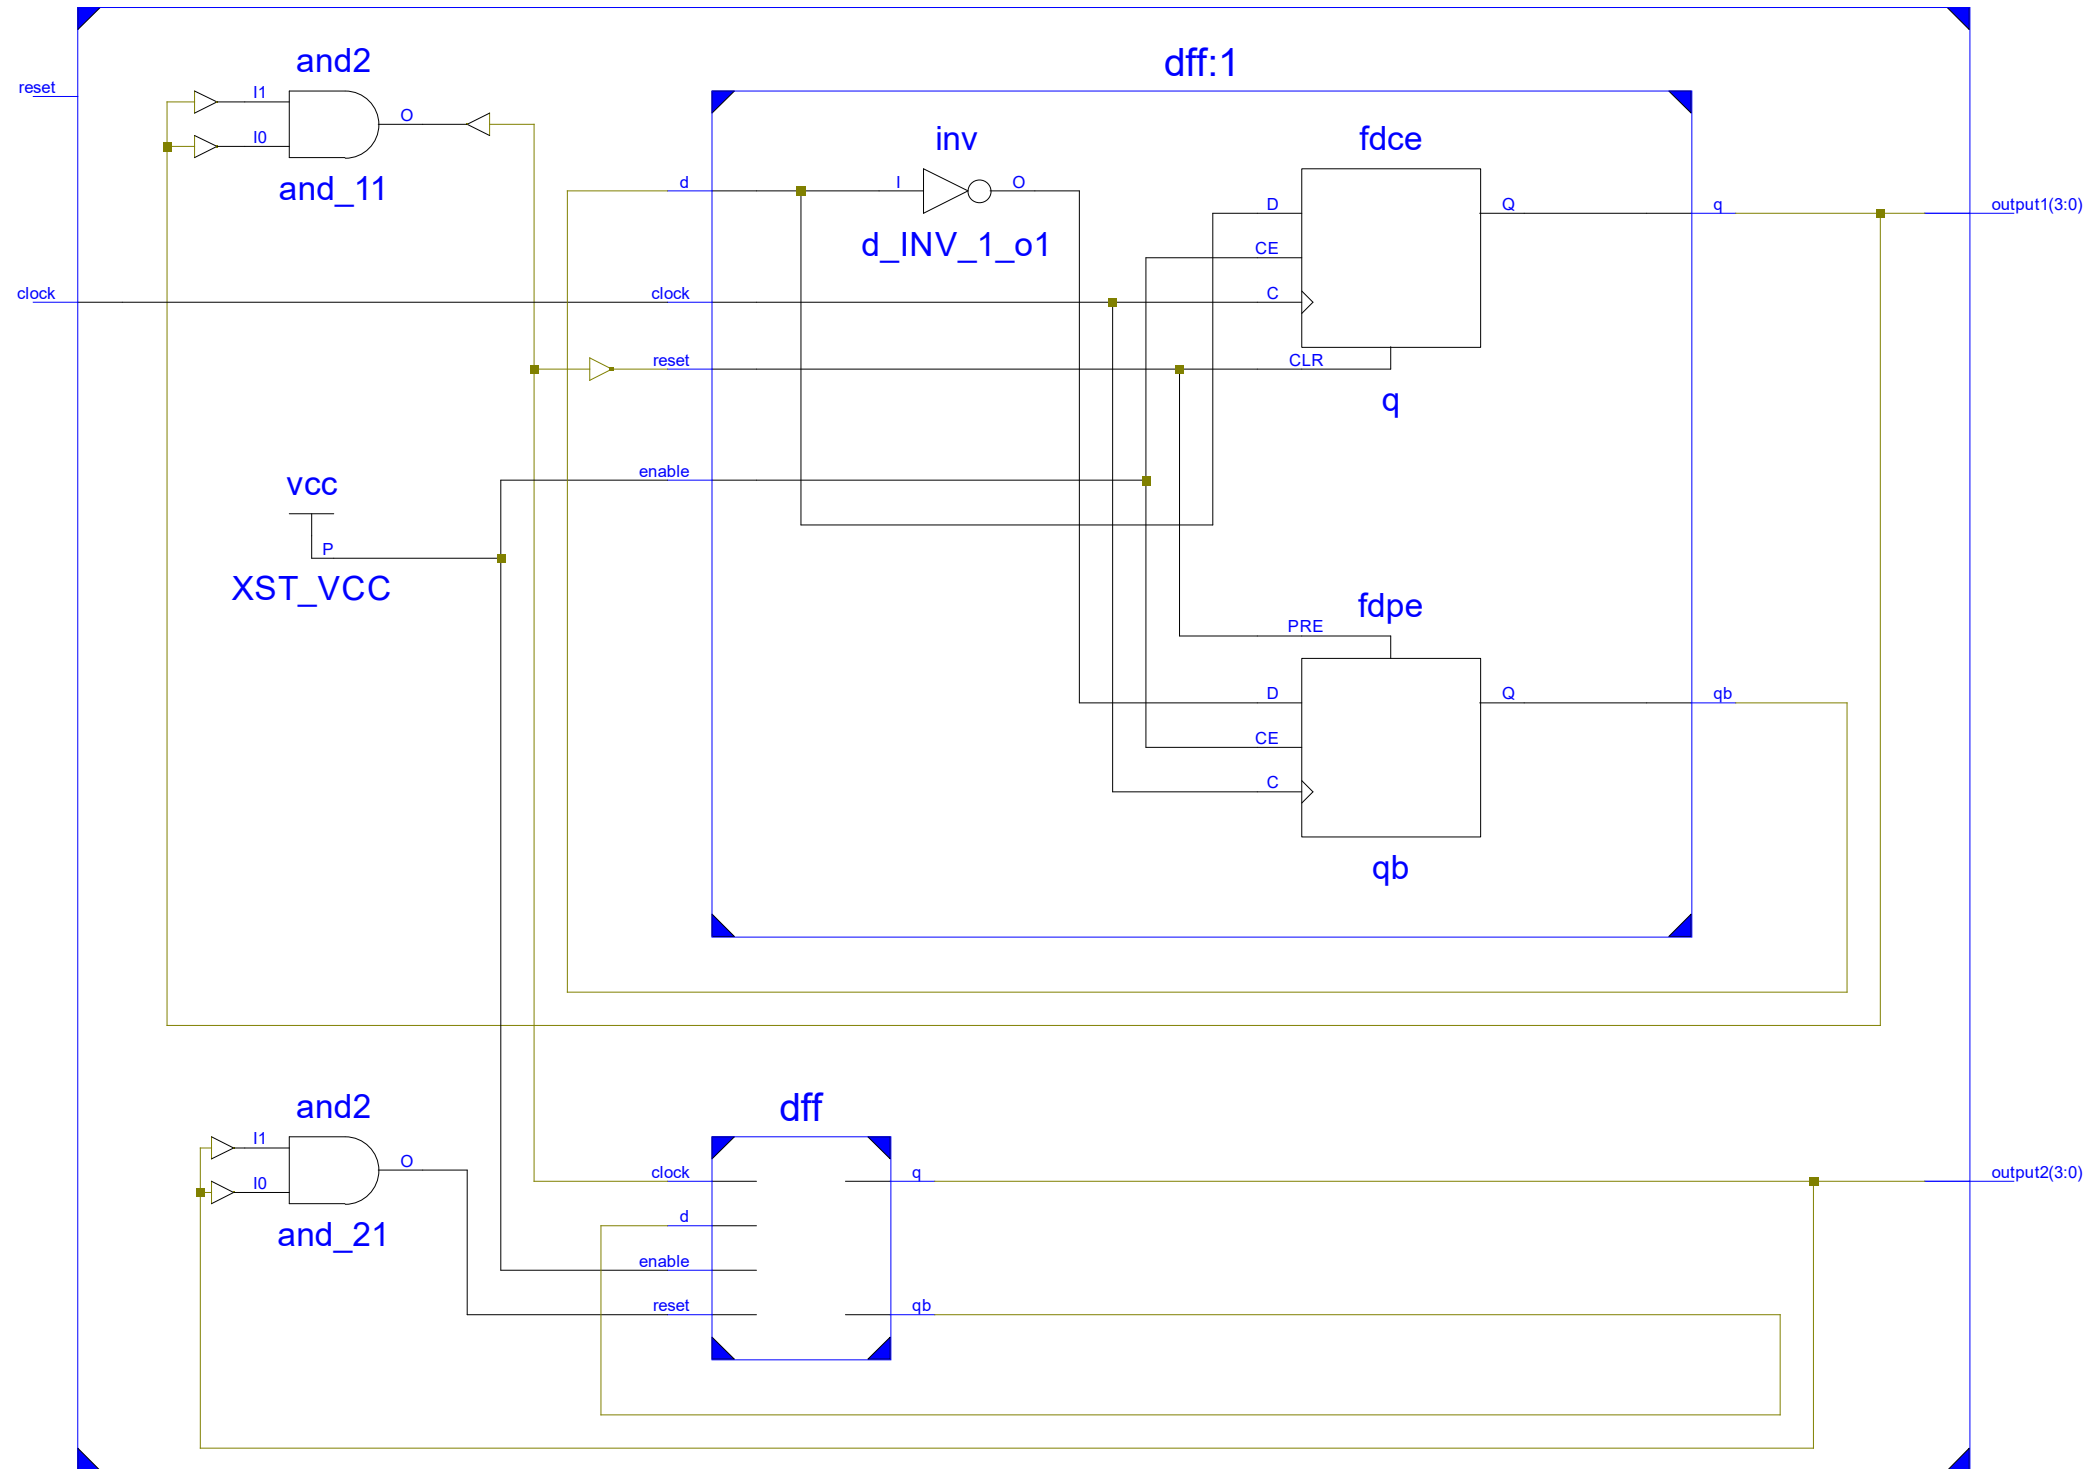 and2
dff:1
reset
I1
O
I0
and_11
inv
fdce
d
I
O
D
Q
q
output1(3:0)
d_INV_1_o1
CE
clock
clock
C
reset
CLR
q
enable
vcc
P
XST_VCC
fdpe
PRE
D
Q
qb
CE
C
qb
and2
dff
I1
O
I0
and_21
clock
q
output2(3:0)
d
enable
reset
qb